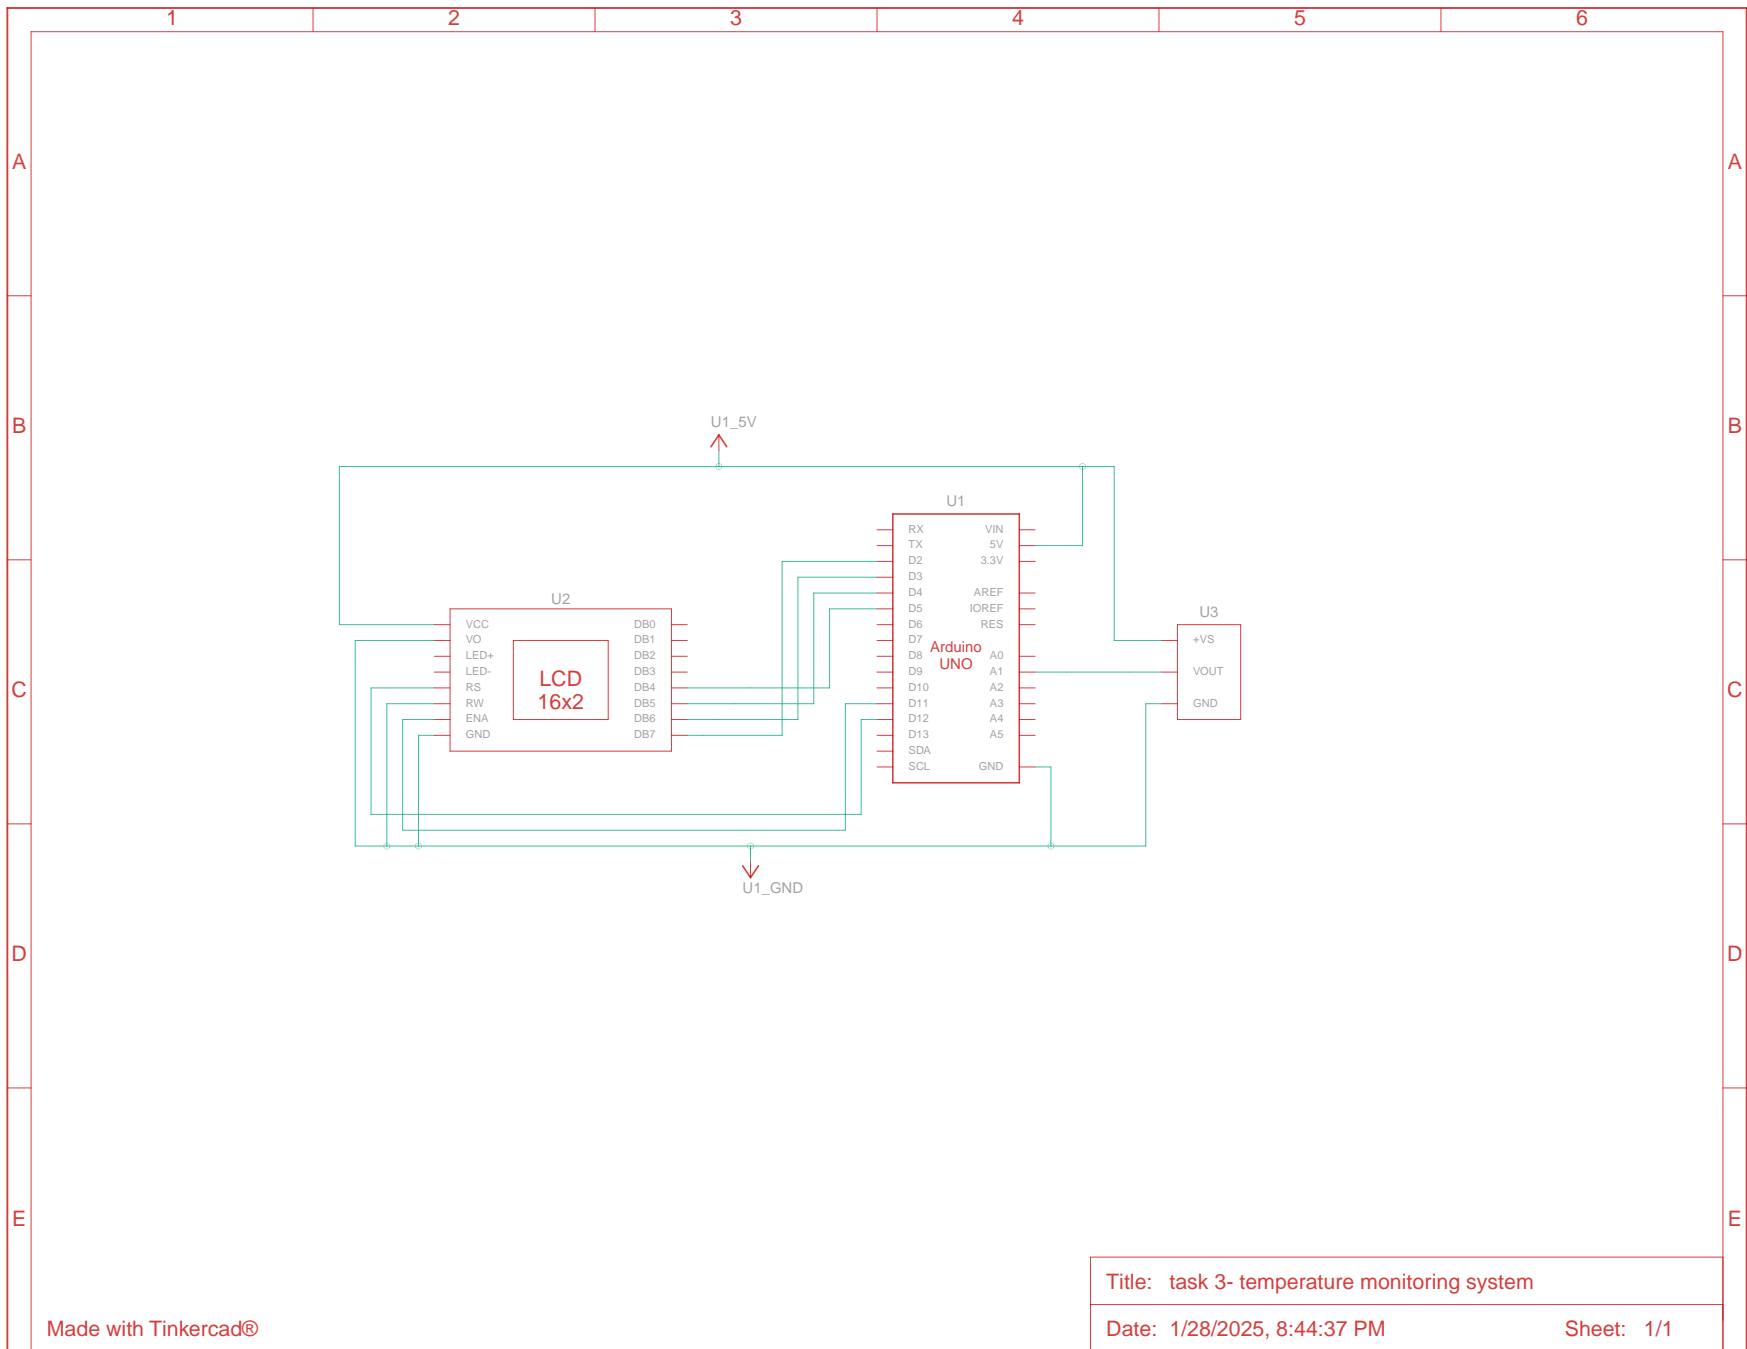 1 2 3 4 5 6
A A
B B
U1_5V
U1
RX VIN
TX 5V
D2 3.3V
D3
D4 AREF
D5 IOREF
D6 RES
D7
Arduino
UNO
D8 A0
D9 A1
D10 A2
D11 A3
D12 A4
D13 A5
SDA
SCL GND
U2
VCC DB0
VO DB1
LED+ DB2
LED- DB3
RS DB4
RW DB5
ENA DB6
GND DB7
LCD
16x2
U3
+VS
VOUT
GND
C C
U1_GND
D D
E E
Title: task 3- temperature monitoring system
Made with Tinkercad®
Date: 1/28/2025, 8:44:37 PM Sheet: 1/1